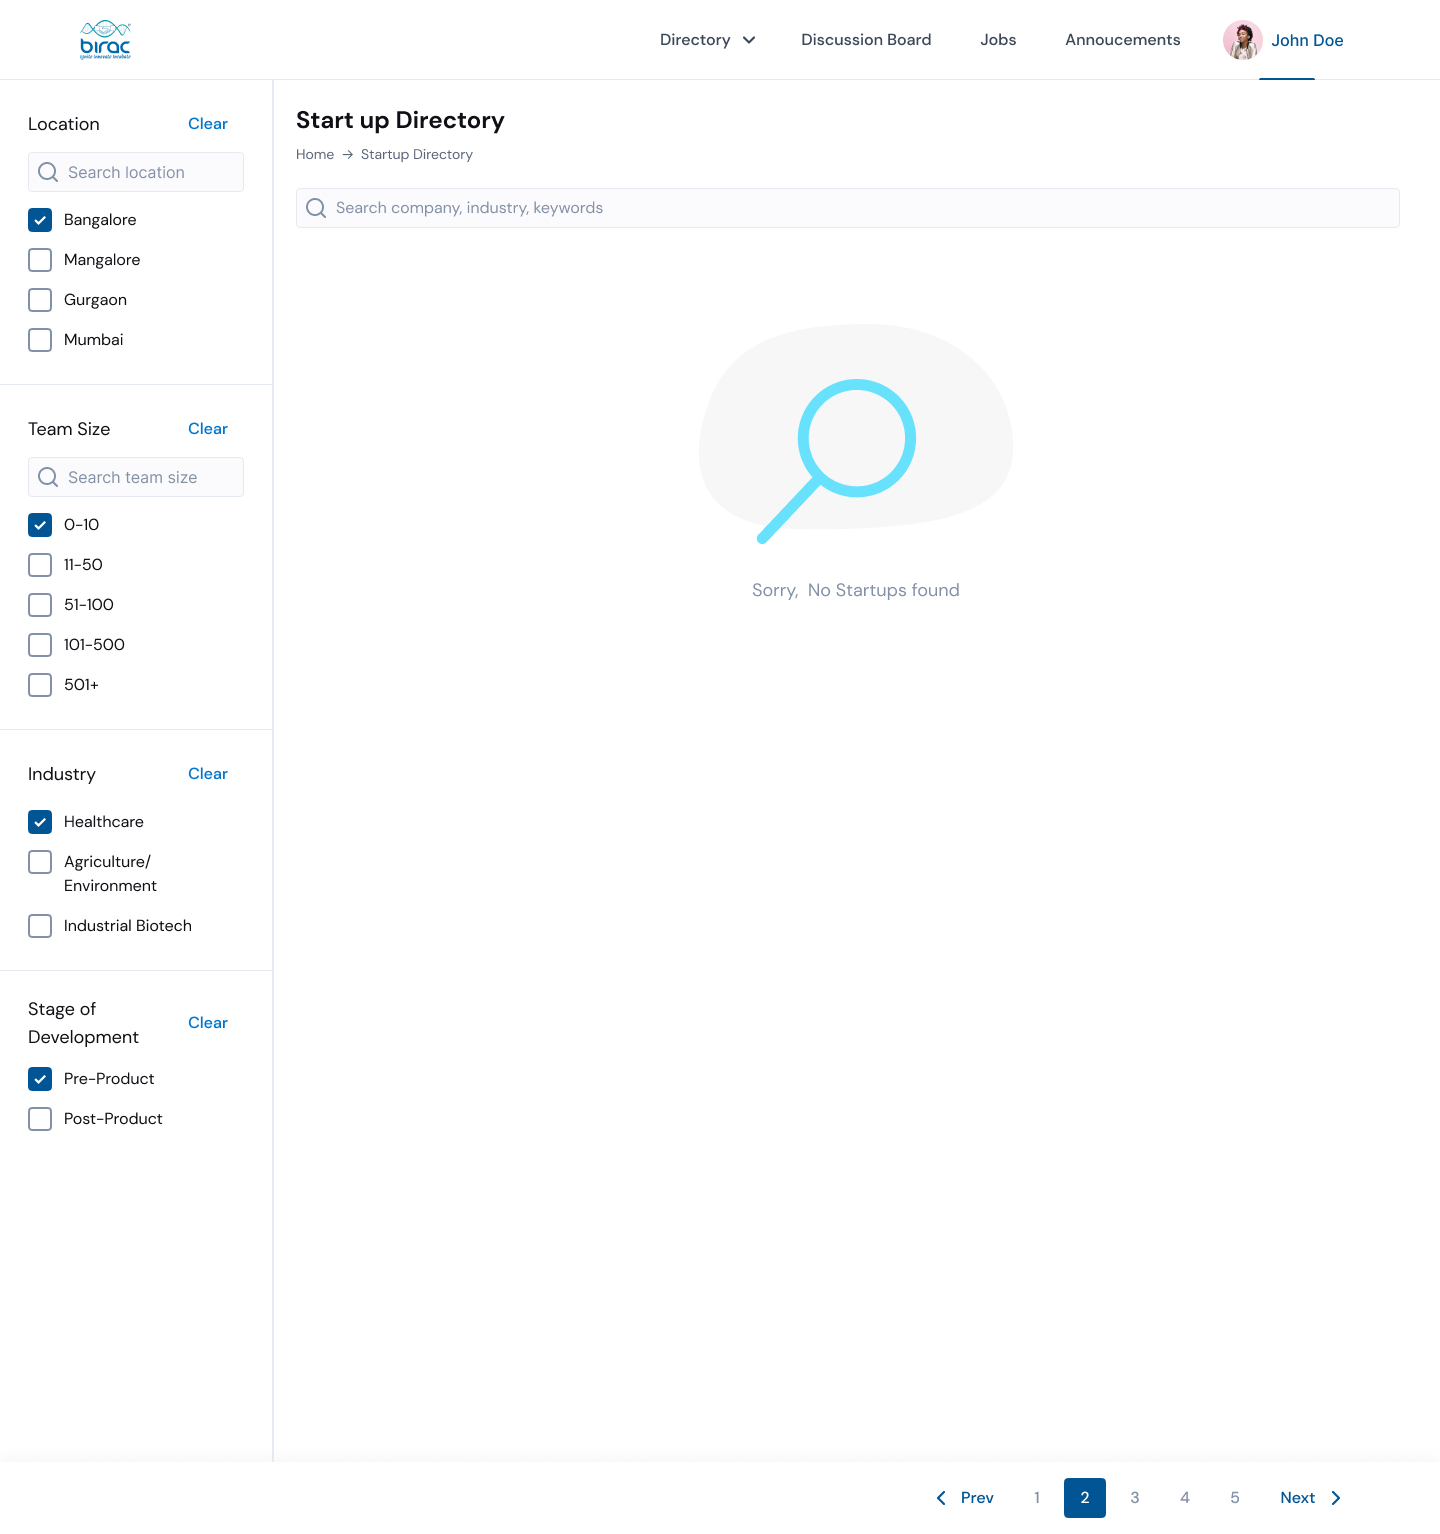 birac
Ignite Innovate Incubate
Directory
Discussion Board
Jobs
Annoucements
John Doe
Location
Clear
Search location
Bangalore
Mangalore
Gurgaon
Mumbai
Team Size
Clear
Search team size
0-10
11-50
51-100
101-500
501+
Industry
Clear
Healthcare
Agriculture/
Environment
Industrial Biotech
Stage of
Development
Clear
Pre-Product
Post-Product
Start up Directory
Home → Startup Directory
Search company, industry, keywords
Sorry, No Startups found
Prev 1 2 3 4 5 Next